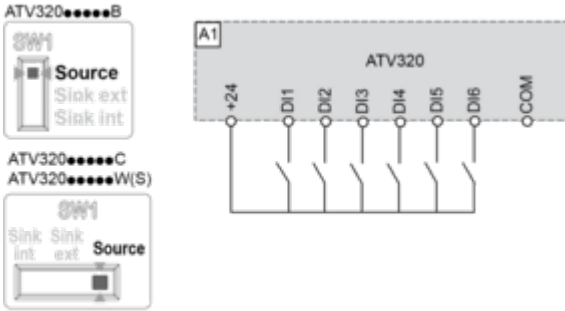 ATV320●●●●●B
SW1
Source
Sink ext
Sink int
ATV320●●●●●C
ATV320●●●●●W(S)
SW1
Sink Sink
int ext Source
A1
ATV320
+24 DI1 DI2 DI3 DI4 DI5 DI6 COM